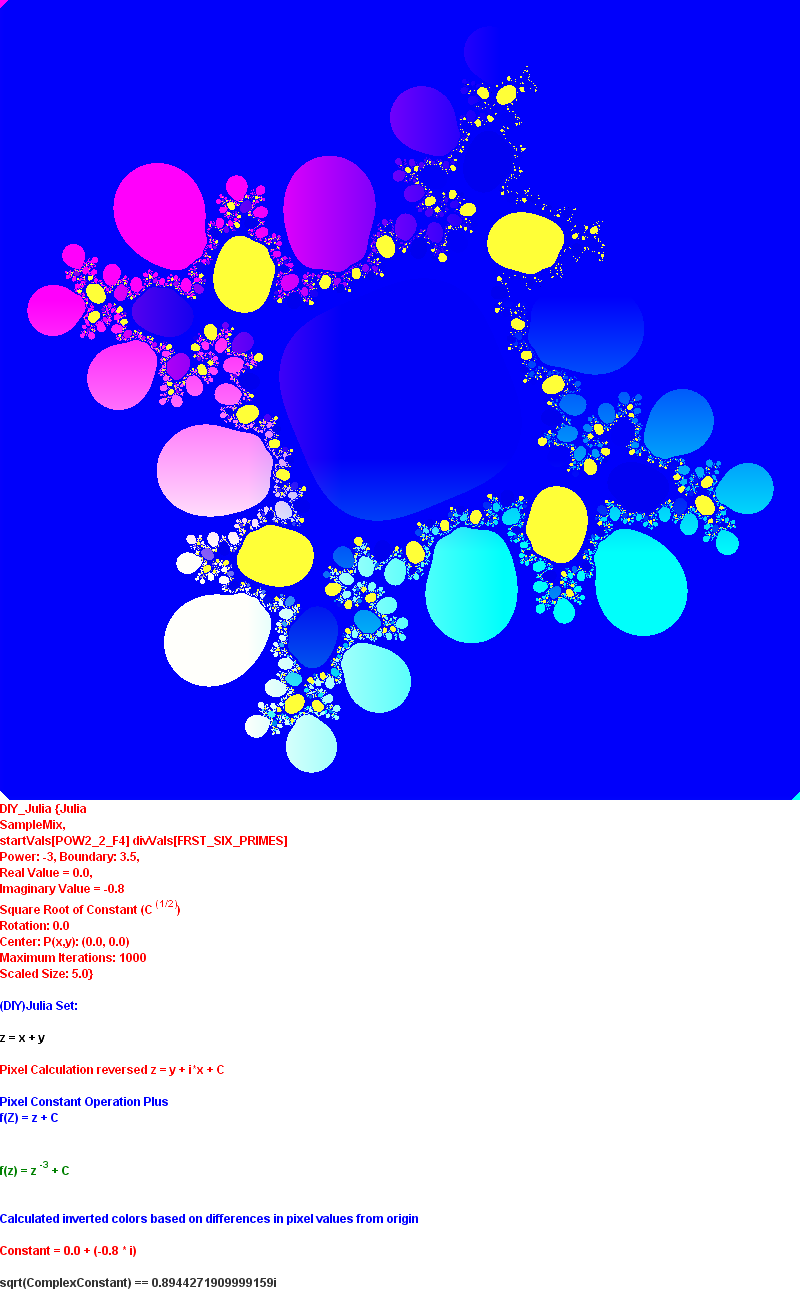 DIY_Julia {Julia
SampleMix,
startVals[POW2_2_F4] divVals[FRST_SIX_PRIMES]
Power: -3, Boundary: 3.5,
Real Value = 0.0,
Imaginary Value = -0.8
Square Root of Constant (C (1/2))
Rotation: 0.0
Center: P(x,y): (0.0, 0.0)
Maximum Iterations: 1000
Scaled Size: 5.0}
(DIY)Julia Set:
z = x + y
Pixel Calculation reversed z = y + i*x + C
Pixel Constant Operation Plus
f(Z) = z + C
f(z) = z -3 + C
Calculated inverted colors based on differences in pixel values from origin
Constant = 0.0 + (-0.8 * i)
sqrt(ComplexConstant) == 0.8944271909999159i